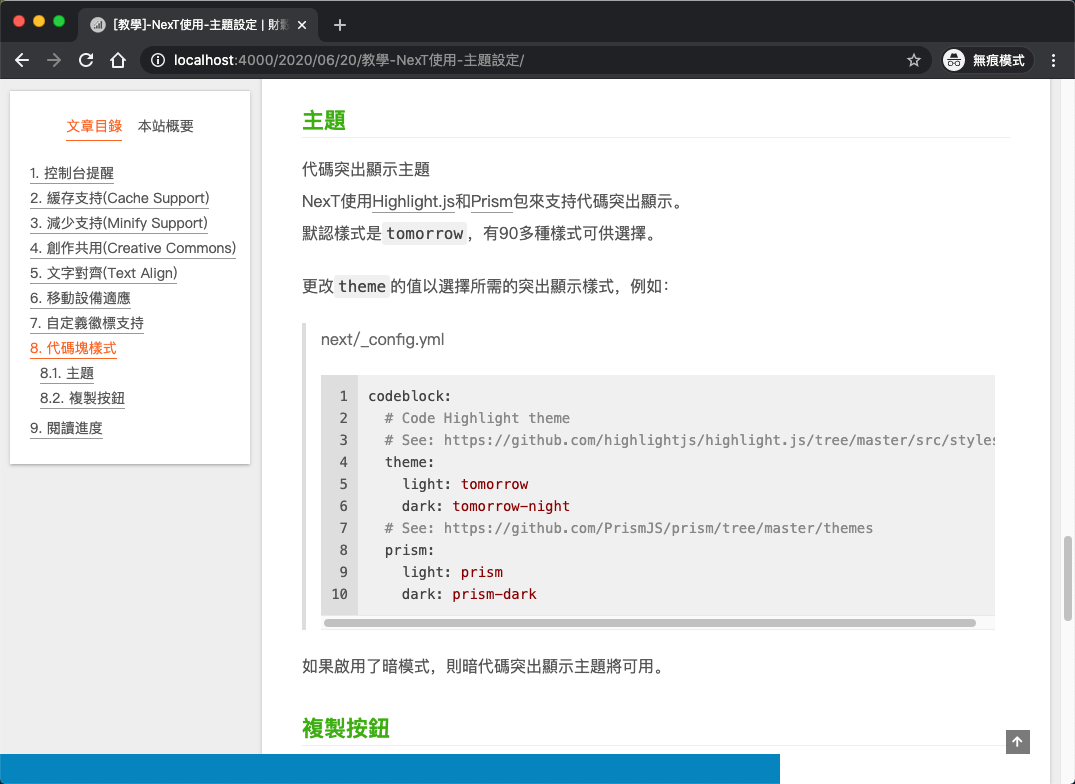 [教學]-NexT使用-主題設定 | 財
localhost:4000/2020/06/20/教學-NexT使用-主題設定/
無痕模式
文章目錄 本站概要
1. 控制台提醒
2. 緩存支持(Cache Support)
3. 減少支持(Minify Support)
4. 創作共用(Creative Commons)
5. 文字對齊(Text Align)
6. 移動設備適應
7. 自定義徽標支持
8. 代碼塊樣式
8.1. 主題
8.2. 複製按鈕
9. 閱讀進度
主題
代碼突出顯示主題
NexT使用Highlight.js和Prism包來支持代碼突出顯示。
默認樣式是 tomorrow ，有90多種樣式可供選擇。
更改 theme 的值以選擇所需的突出顯示樣式，例如：
next/_config.yml
1 codeblock:
2 # Code Highlight theme
3 # See: https://github.com/highlightjs/highlight.js/tree/master/src/styles
4 theme:
5 light: tomorrow
6 dark: tomorrow-night
7 # See: https://github.com/PrismJS/prism/tree/master/themes
8 prism:
9 light: prism
10 dark: prism-dark
如果啟用了暗模式，則暗代碼突出顯示主題將可用。
複製按鈕